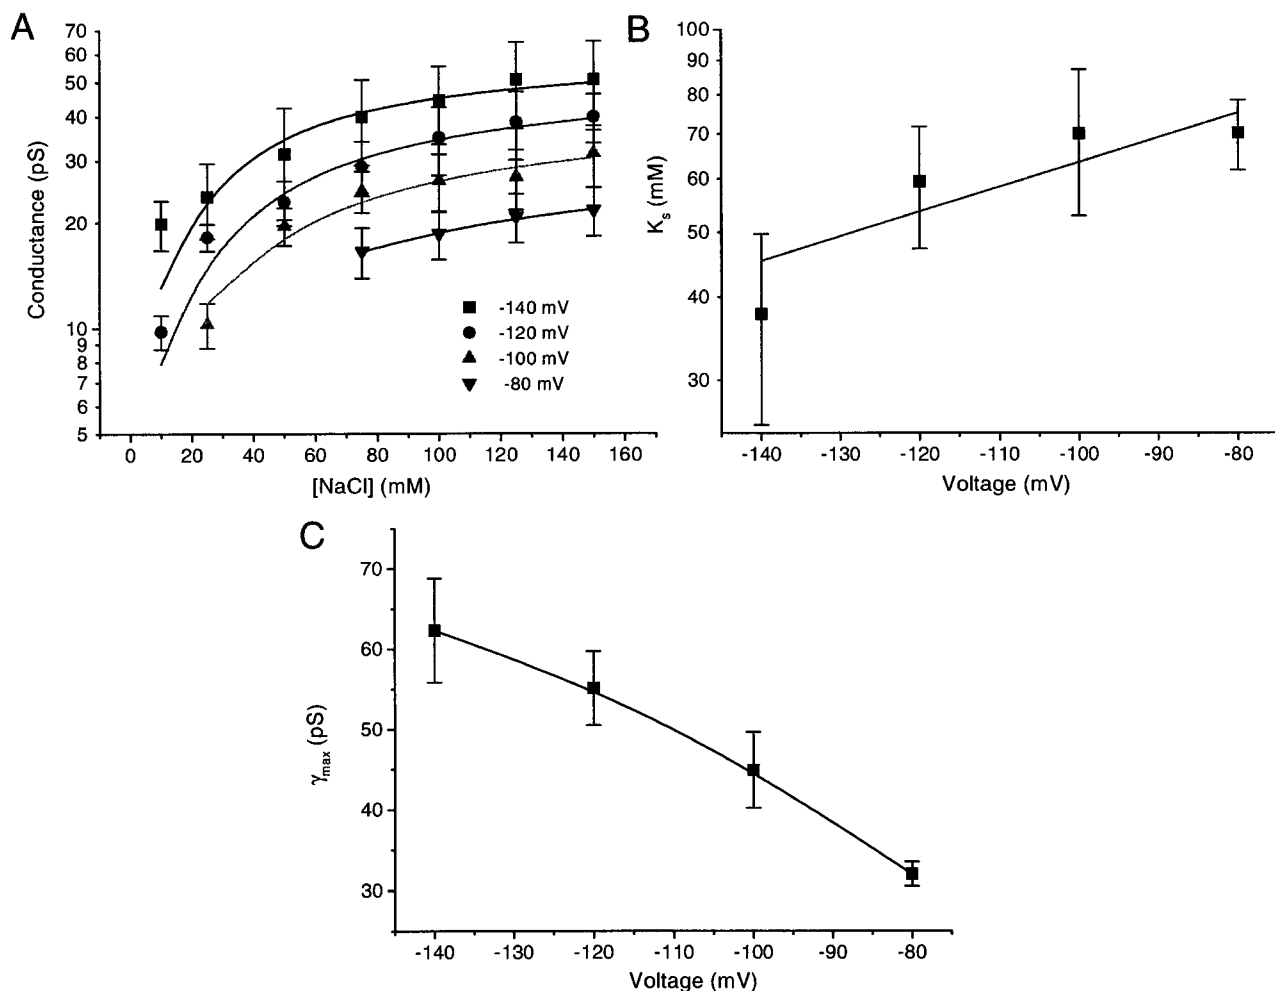 A
70
60
50
40
30
20
10
9
8
7
6
5
Conductance (pS)
-140 mV
-120 mV
-100 mV
-80 mV
0 20 40 60 80 100 120 140 160
[NaCl] (mM)
B
100
90
80
70
60
50
40
30
Ks (mM)
-140 -130 -120 -110 -100 -90 -80
Voltage (mV)
C
70
60
50
40
30
γmax (pS)
-140 -130 -120 -110 -100 -90 -80
Voltage (mV)